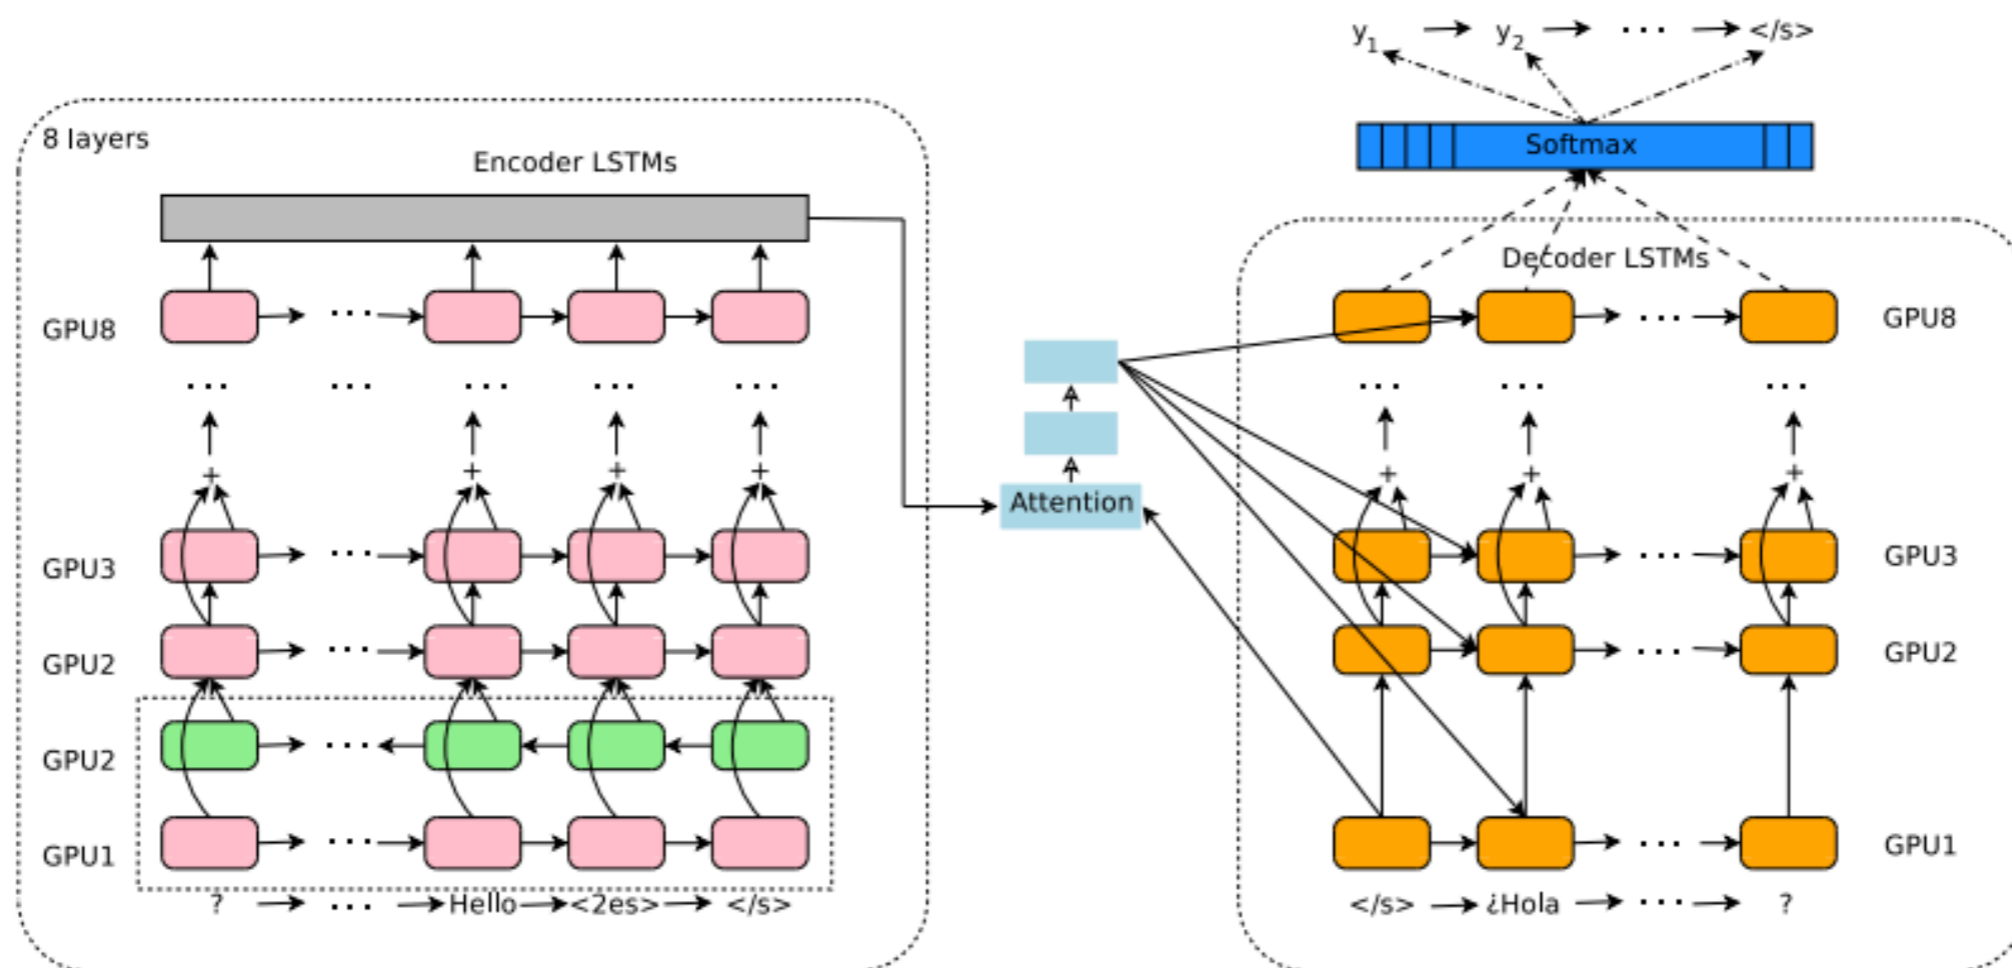 y1 → y2 → ... → </s>
Softmax
8 layers
Encoder LSTMs
Decoder LSTMs
GPU8
...
GPU8
... ... ... ... ...
... ... ...
+ + + +
+ + +
Attention
GPU3
...
...
GPU3
GPU2
...
...
GPU2
GPU2
...
GPU1
...
...
GPU1
? → ... → Hello → <2es> → </s>
</s> → ¿Hola → ... → ?